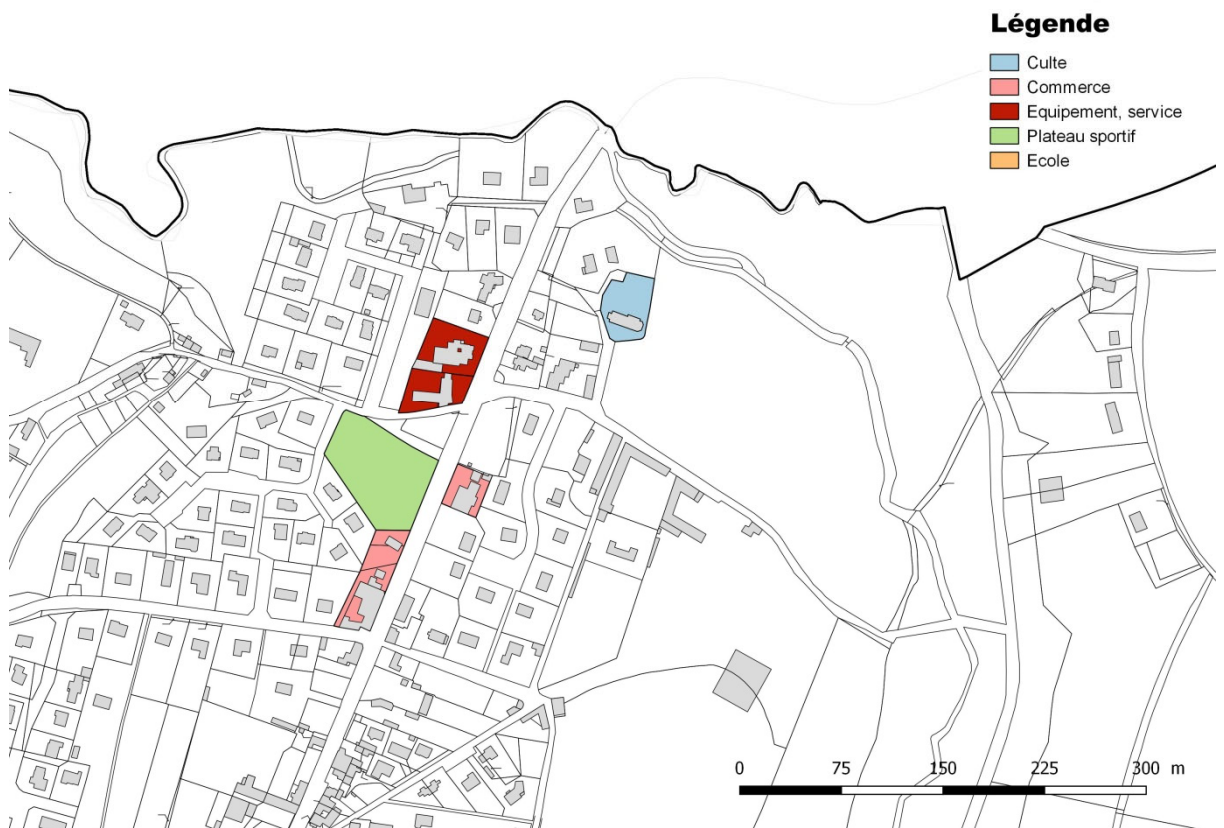 Légende
Culte
Commerce
Equipement, service
Plateau sportif
Ecole
0 75 150 225 300 m